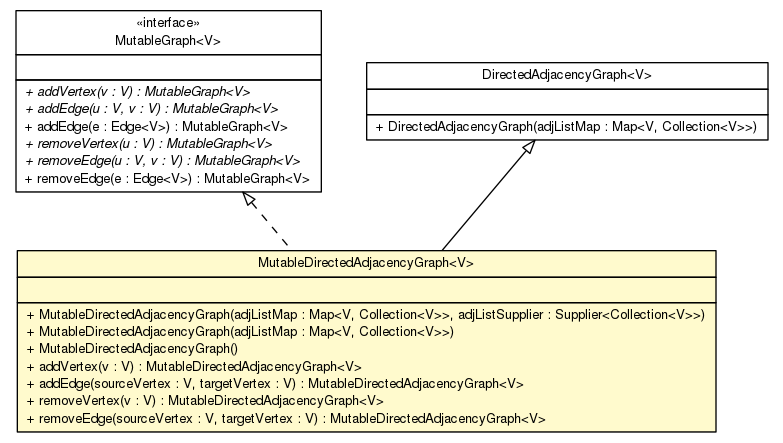 «interface»
MutableGraph<V>
+ addVertex(v : V) : MutableGraph<V>
+ addEdge(u : V, v : V) : MutableGraph<V>
+ addEdge(e : Edge<V>) : MutableGraph<V>
+ removeVertex(u : V) : MutableGraph<V>
+ removeEdge(u : V, v : V) : MutableGraph<V>
+ removeEdge(e : Edge<V>) : MutableGraph<V>
DirectedAdjacencyGraph<V>
+ DirectedAdjacencyGraph(adjListMap : Map<V, Collection<V>>)
MutableDirectedAdjacencyGraph<V>
+ MutableDirectedAdjacencyGraph(adjListMap : Map<V, Collection<V>>, adjListSupplier : Supplier<Collection<V>>)
+ MutableDirectedAdjacencyGraph(adjListMap : Map<V, Collection<V>>)
+ MutableDirectedAdjacencyGraph()
+ addVertex(v : V) : MutableDirectedAdjacencyGraph<V>
+ addEdge(sourceVertex : V, targetVertex : V) : MutableDirectedAdjacencyGraph<V>
+ removeVertex(v : V) : MutableDirectedAdjacencyGraph<V>
+ removeEdge(sourceVertex : V, targetVertex : V) : MutableDirectedAdjacencyGraph<V>